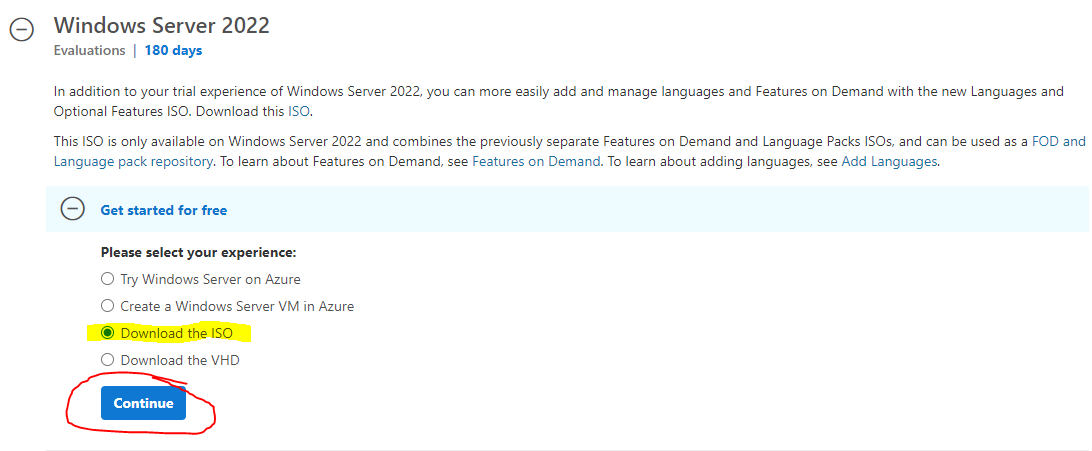 Windows Server 2022
Evaluations | 180 days
In addition to your trial experience of Windows Server 2022, you can more easily add and manage languages and Features on Demand with the new Languages and
Optional Features ISO. Download this ISO.
This ISO is only available on Windows Server 2022 and combines the previously separate Features on Demand and Language Packs ISOs, and can be used as a FOD and
Language pack repository. To learn about Features on Demand, see Features on Demand. To learn about adding languages, see Add Languages.
Get started for free
Please select your experience:
Try Windows Server on Azure
Create a Windows Server VM in Azure
Download the ISO
Download the VHD
Continue